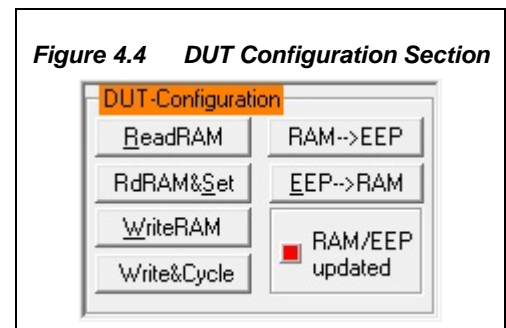 Figure 4.4 DUT Configuration Section
DUT-Configuration
ReadRAM
RAM-->EEP
RdRAM&Set
EEP-->RAM
WriteRAM
RAM/EEP
updated
Write&Cycle